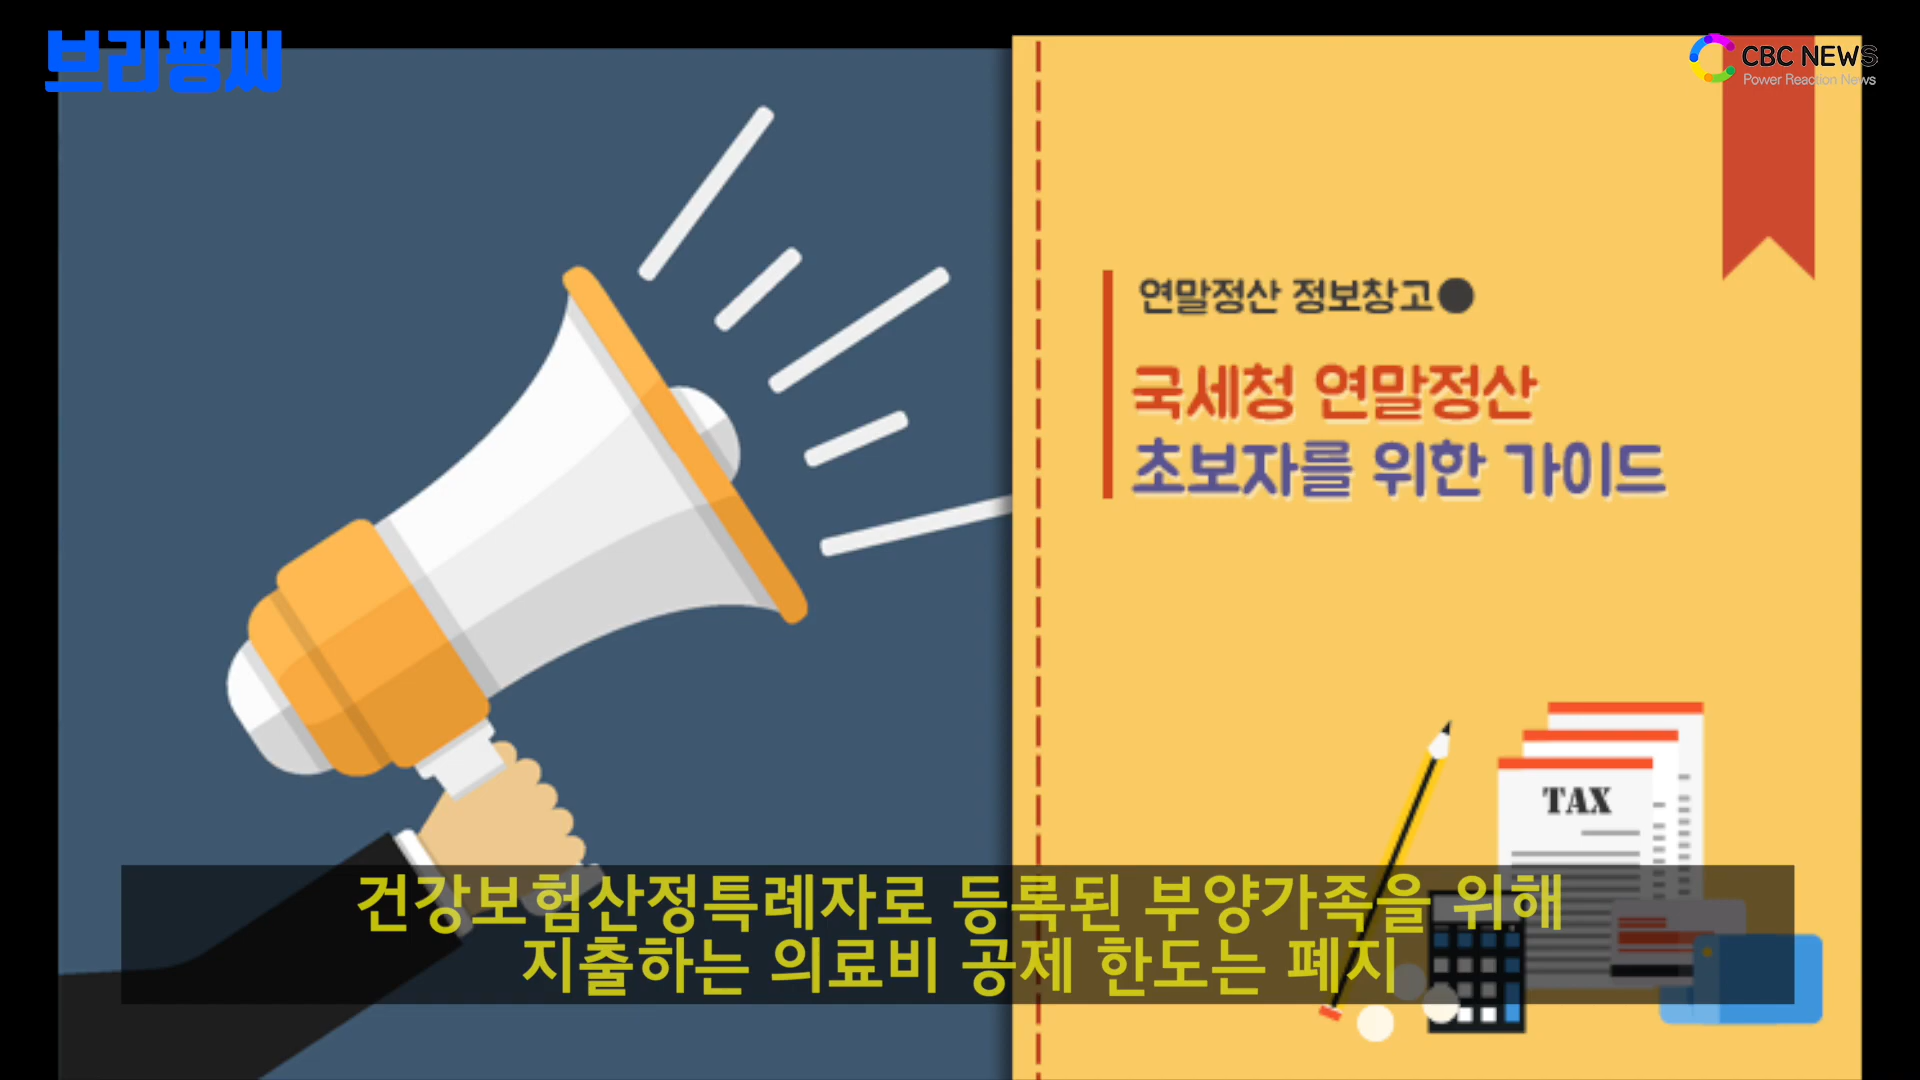 브리핑씨
CBC NEWS
Power Reaction News
연말정산 정보창고
국세청 연말정산
초보자를 위한 가이드
TAX
건강보험산정특례자로 등록된 부양가족을 위해
지출하는 의료비 공제 한도는 폐지